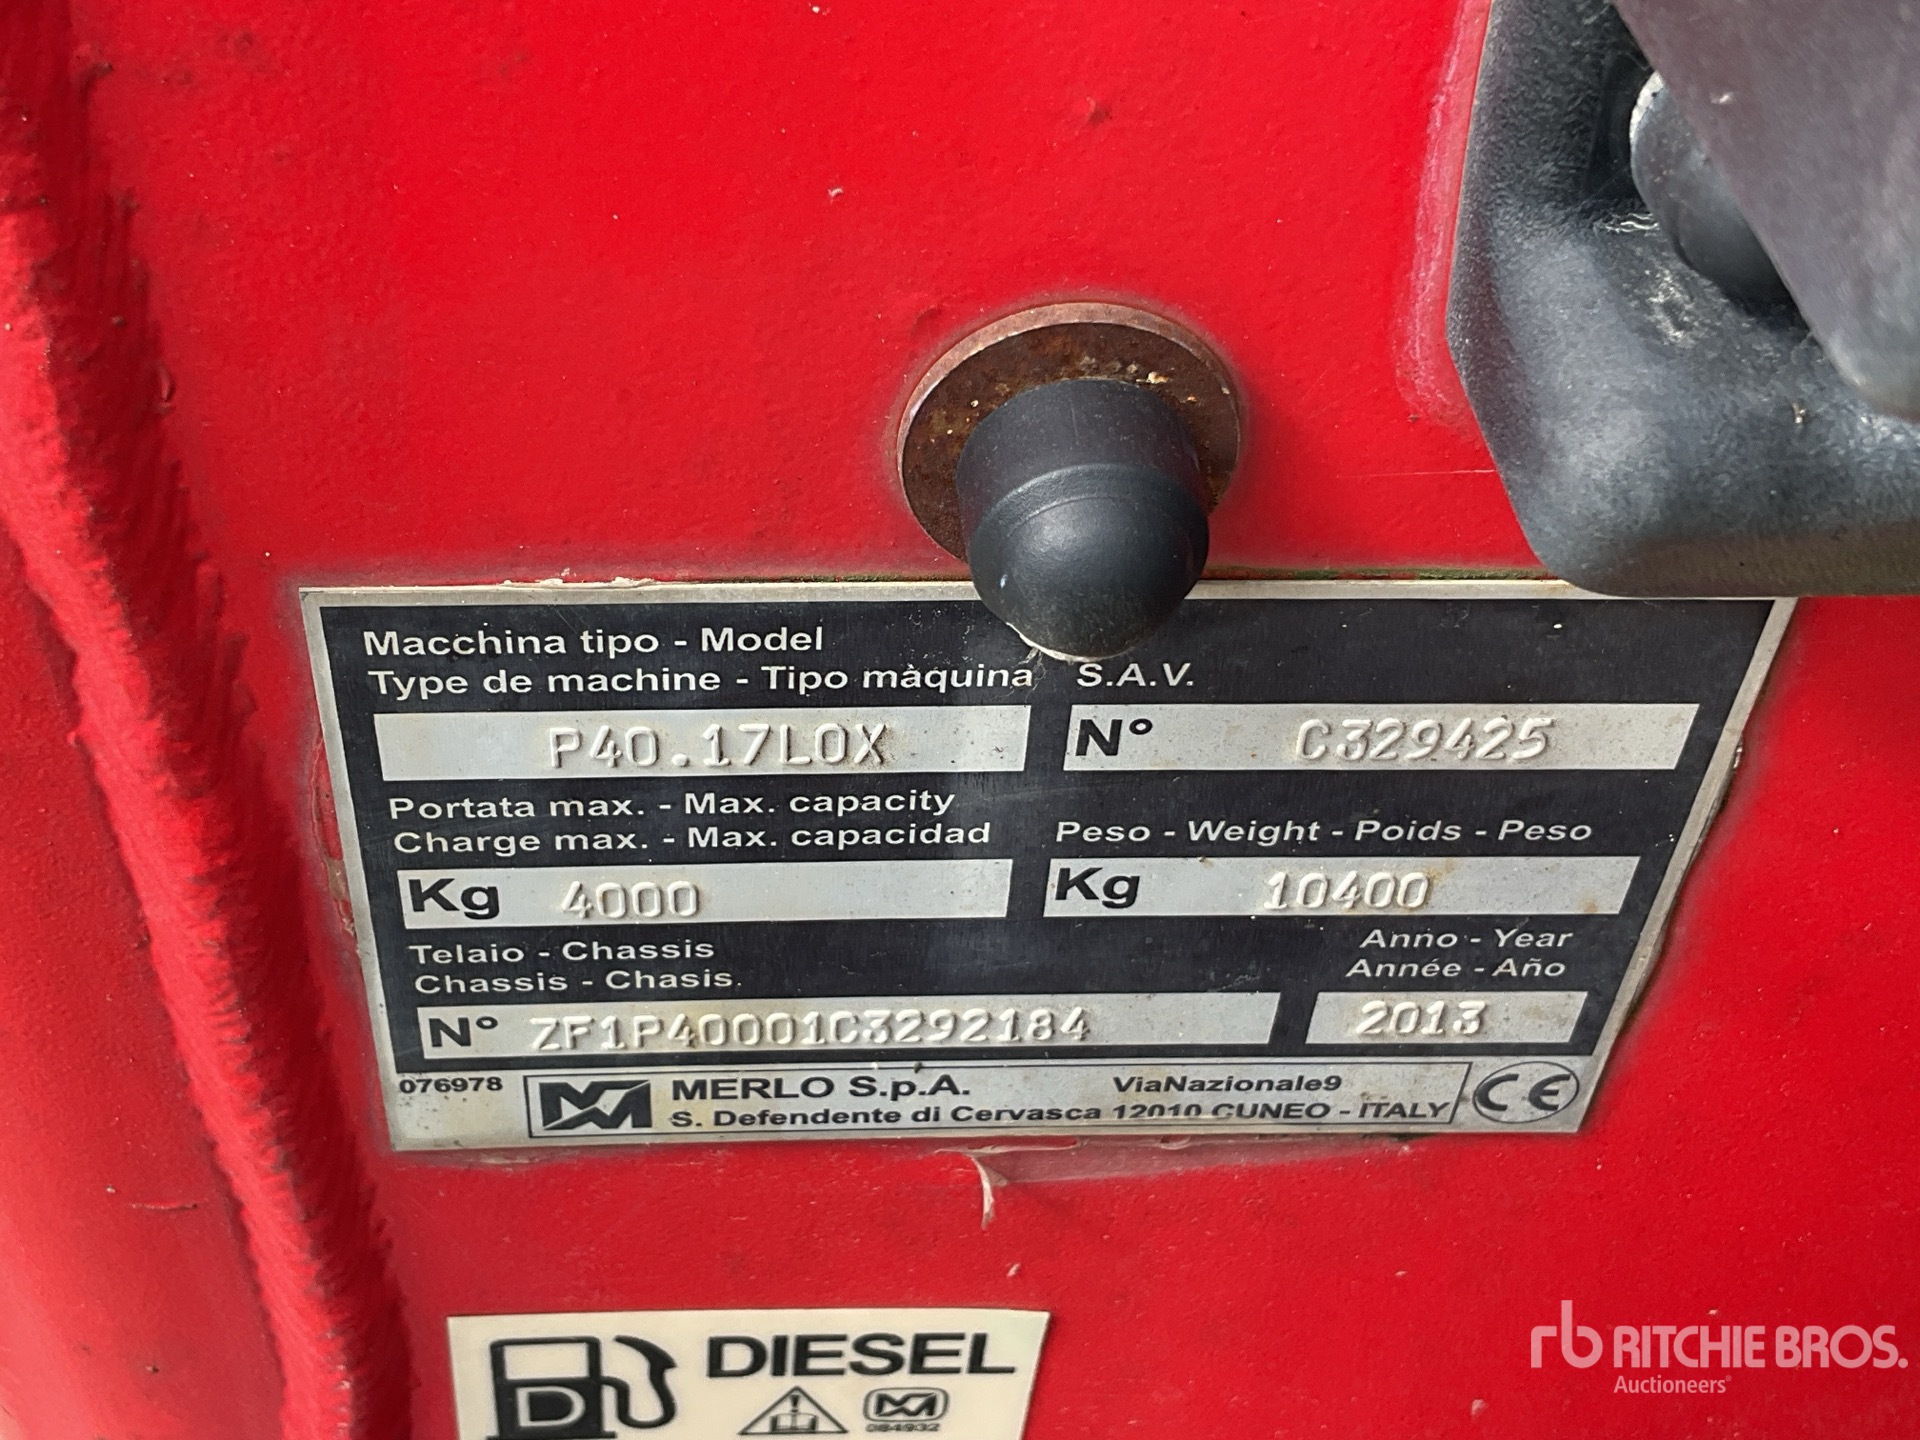 Macchina tipo - Model
Type de machine - Tipo màquina
S.A.V.
P40.17LOX
N° C329425
Portata max. - Max. capacity
Charge max. - Max. capacidad
Peso - Weight - Poids - Peso
Kg 4000
Kg 10400
Telaio - Chassis
Chassis - Chasis.
Anno - Year
Année - Año
N° ZF1P40001C3292184
2013
076978
MERLO S.p.A. ViaNazionale9
S. Defendente di Cervasca 12010 CUNEO - ITALY
CE
D
DIESEL
084932
rb RITCHIE BROS.
Auctioneers®